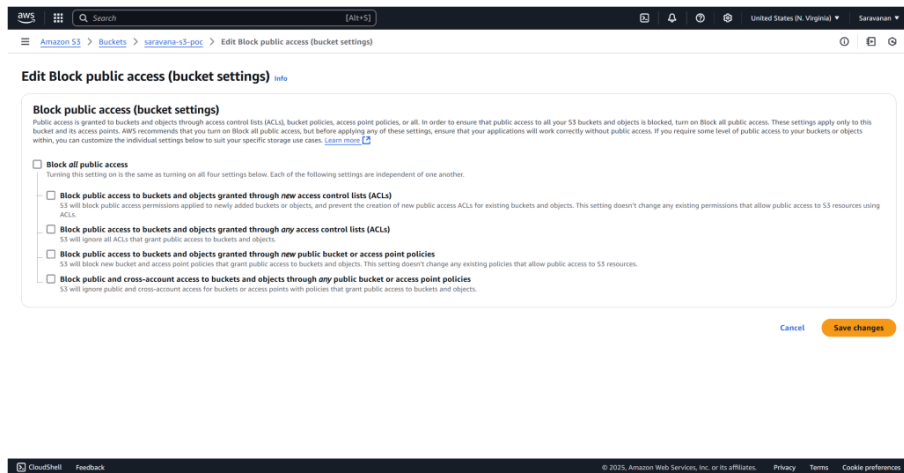 aws
Search [Alt+S]
United States (N. Virginia) ▼ Saravanan ▼
Amazon S3 > Buckets > saravana-s3-poc > Edit Block public access (bucket settings)
Edit Block public access (bucket settings) Info
Block public access (bucket settings)
Public access is granted to buckets and objects through access control lists (ACLs), bucket policies, access point policies, or all. In order to ensure that public access to all your S3 buckets and objects is blocked, turn on Block all public access. These settings apply only to this
bucket and its access points. AWS recommends that you turn on Block all public access, but before applying any of these settings, ensure that your applications will work correctly without public access. If you require some level of public access to your buckets or objects
within, you can customize the individual settings below to suit your specific storage use cases. Learn more
Block all public access
Turning this setting on is the same as turning on all four settings below. Each of the following settings are independent of one another.
Block public access to buckets and objects granted through new access control lists (ACLs)
S3 will block public access permissions applied to newly added buckets or objects, and prevent the creation of new public access ACLs for existing buckets and objects. This setting doesn't change any existing permissions that allow public access to S3 resources using
ACLs.
Block public access to buckets and objects granted through any access control lists (ACLs)
S3 will ignore all ACLs that grant public access to buckets and objects.
Block public access to buckets and objects granted through new public bucket or access point policies
S3 will block new bucket and access point policies that grant public access to buckets and objects. This setting doesn't change any existing policies that allow public access to S3 resources.
Block public and cross-account access to buckets and objects through any public bucket or access point policies
S3 will ignore public and cross-account access for buckets or access points with policies that grant public access to buckets and objects.
Cancel Save changes
CloudShell Feedback © 2025, Amazon Web Services, Inc. or its affiliates. Privacy Terms Cookie preferences